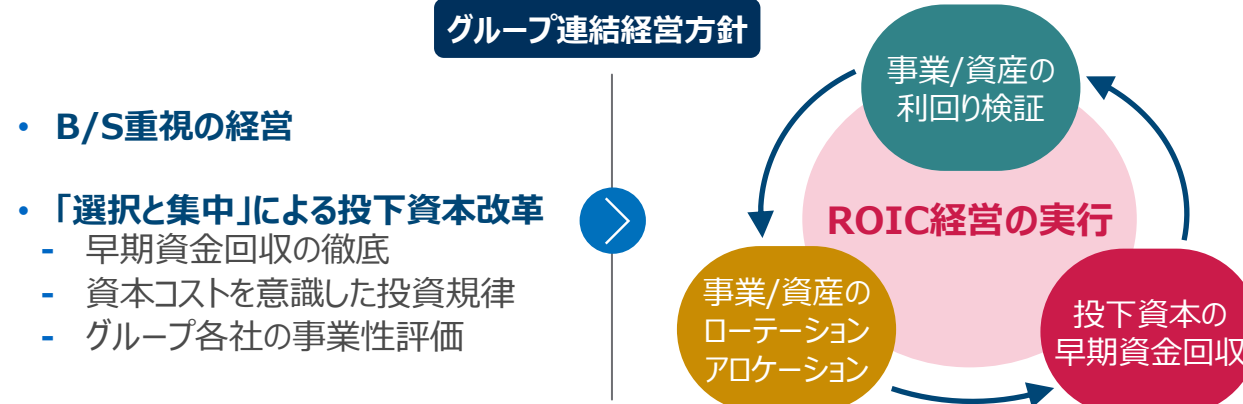 グループ連結経営方針
• B/S重視の経営
• 「選択と集中」による投下資本改革
- 早期資金回収の徹底
- 資本コストを意識した投資規律
- グループ各社の事業性評価
事業/資産の
利回り検証
ROIC経営の実行
事業/資産の
ローテーション
アロケーション
投下資本の
早期資金回収